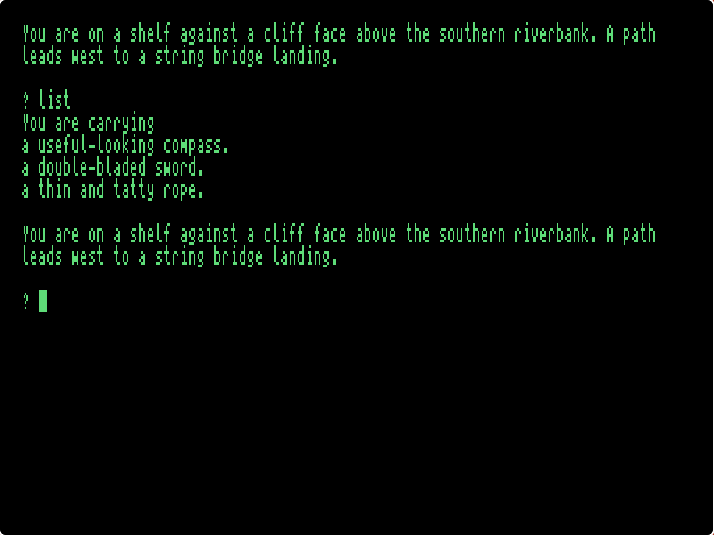 You are on a shelf against a cliff face above the southern riverbank. A path
leads west to a string bridge landing.
? list
You are carrying
a useful-looking compass.
a double-bladed sword.
a thin and tatty rope.
You are on a shelf against a cliff face above the southern riverbank. A path
leads west to a string bridge landing.
?